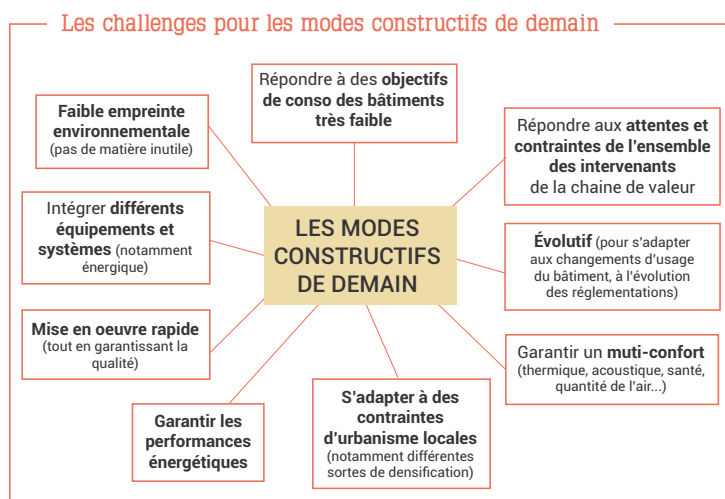 Les challenges pour les modes constructifs de demain
Répondre à des objectifs
de conso des bâtiments
très faible
Faible empreinte
environnementale
(pas de matière inutile)
Répondre aux attentes et
contraintes de l'ensemble
des intervenants
de la chaine de valeur
Intégrer différents
équipements et
systèmes (notamment
énergique)
LES MODES
CONSTRUCTIFS
DE DEMAIN
Évolutif (pour s'adapter
aux changements d'usage
du bâtiment, à l'évolution
des réglementations)
Mise en oeuvre rapide
(tout en garantissant la
qualité)
Garantir un muti-confort
(thermique, acoustique, santé,
quantité de l'air...)
Garantir les
performances
énergétiques
S'adapter à des
contraintes
d'urbanisme locales
(notamment différentes
sortes de densification)